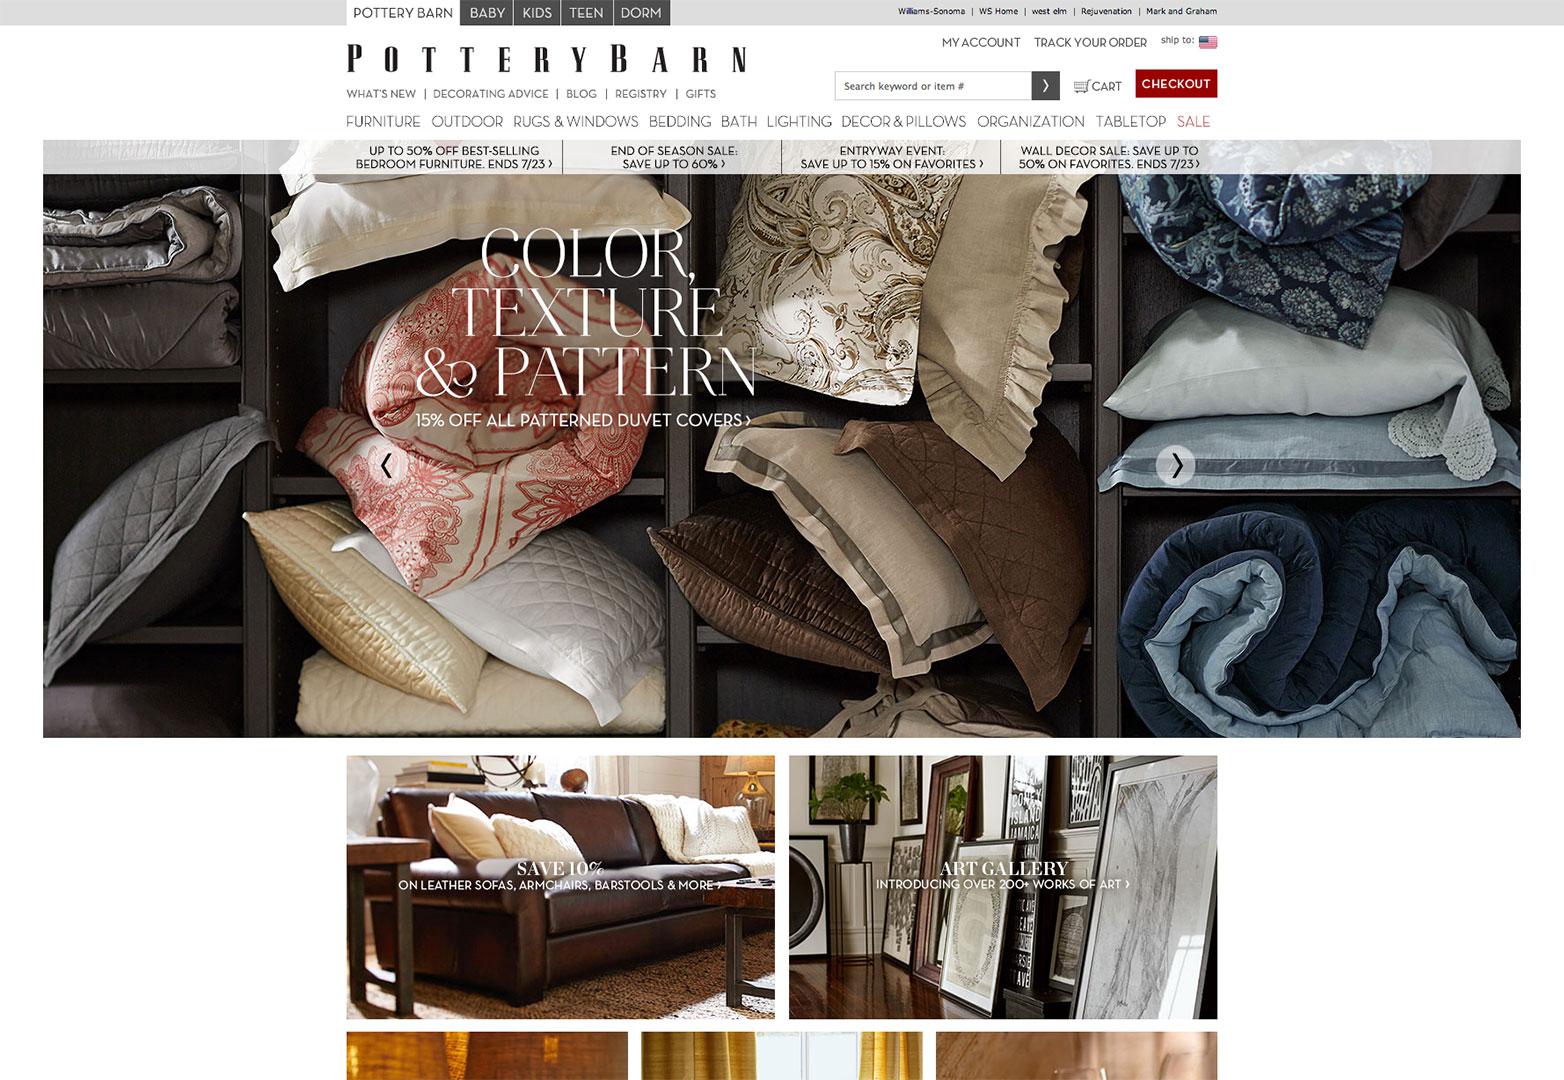 POTTERY BARN BABY KIDS TEEN DORM
Williams-Sonoma | WS Home | west elm | Rejuvenation | Mark and Graham
MY ACCOUNT TRACK YOUR ORDER ship to:
POTTERYBARN
Search keyword or item # CART CHECKOUT
WHAT'S NEW | DECORATING ADVICE | BLOG | REGISTRY | GIFTS
FURNITURE OUTDOOR RUGS & WINDOWS BEDDING BATH LIGHTING DECOR & PILLOWS ORGANIZATION TABLETOP SALE
UP TO 50% OFF BEST-SELLING
BEDROOM FURNITURE. ENDS 7/23 ›
END OF SEASON SALE:
SAVE UP TO 60% ›
ENTRYWAY EVENT:
SAVE UP TO 15% ON FAVORITES ›
WALL DECOR SALE: SAVE UP TO
50% ON FAVORITES. ENDS 7/23 ›
COLOR,
TEXTURE
& PATTERN
15% OFF ALL PATTERNED DUVET COVERS ›
SAVE 10%
ON LEATHER SOFAS, ARMCHAIRS, BARSTOOLS & MORE ›
ART GALLERY
INTRODUCING OVER 200+ WORKS OF ART ›
CONEY
ISLAND
JAMAICA